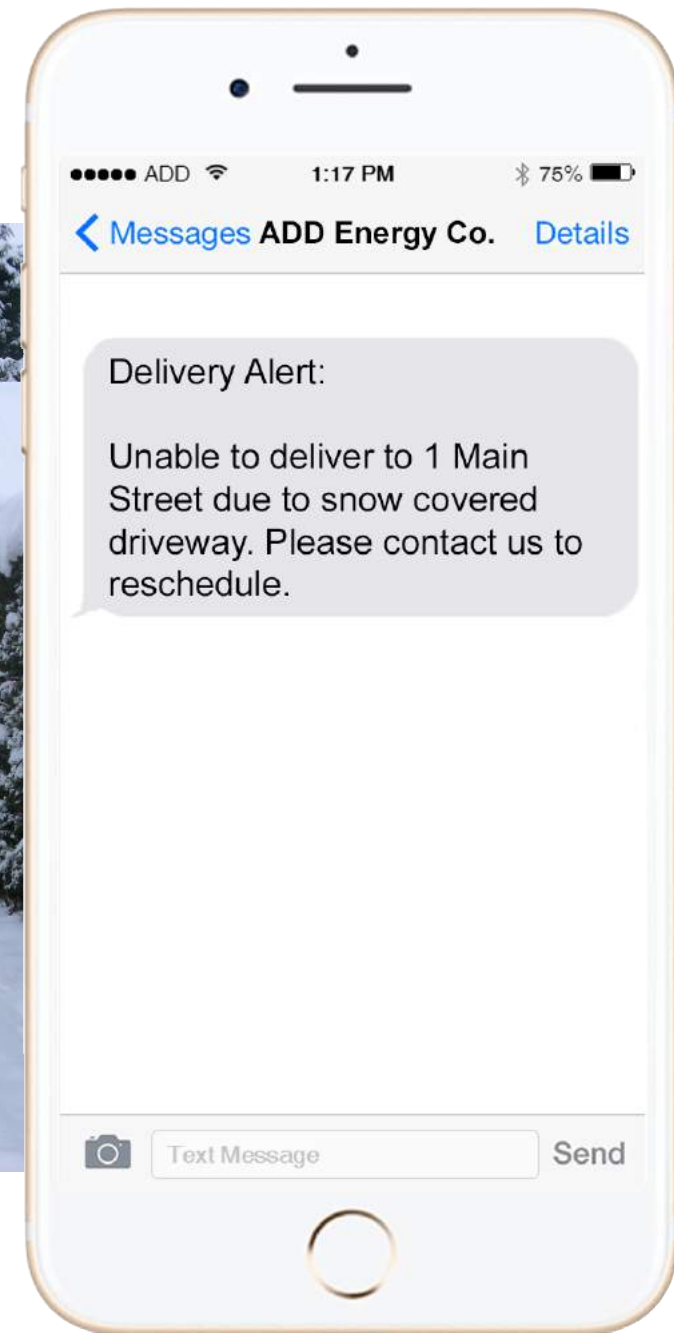 ADD 1:17 PM 75%
Messages ADD Energy Co. Details
Delivery Alert:
Unable to deliver to 1 Main
Street due to snow covered
driveway. Please contact us to
reschedule.
Text Message Send